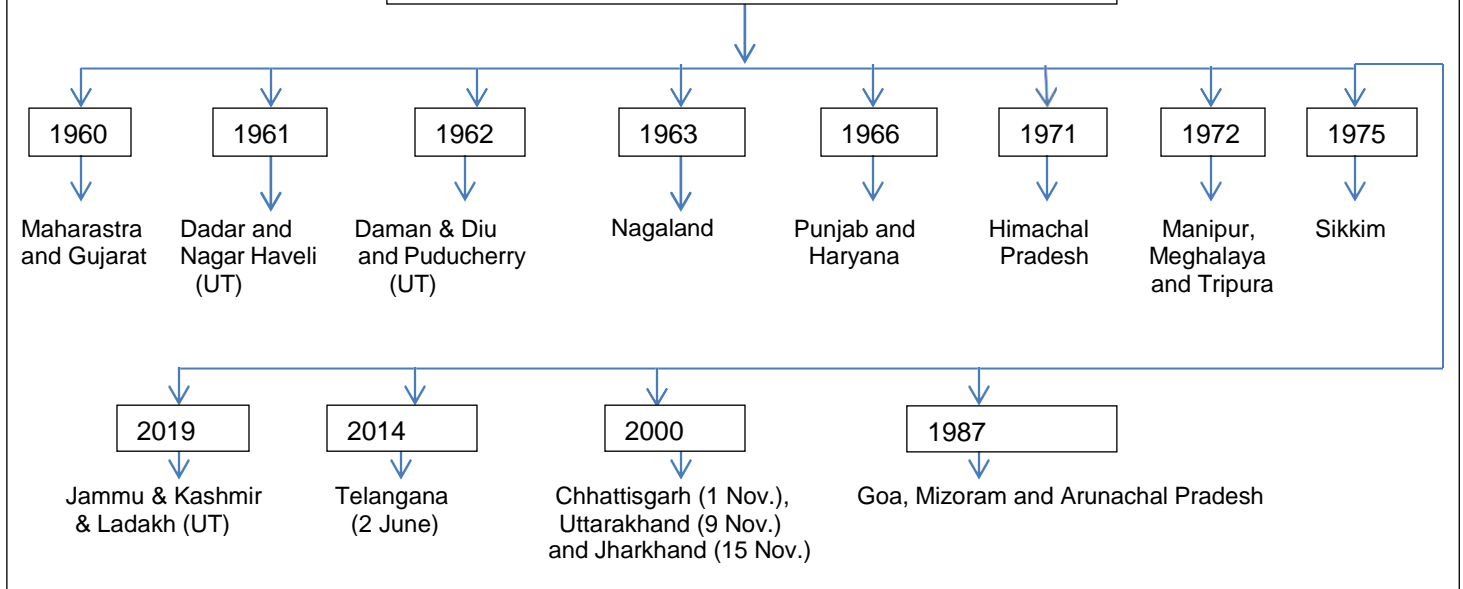 1960
1961
1962
1963
1966
1971
1972
1975
Maharastra
and Gujarat
Dadar and
Nagar Haveli
(UT)
Daman & Diu
and Puducherry
(UT)
Nagaland
Punjab and
Haryana
Himachal
Pradesh
Manipur,
Meghalaya
and Tripura
Sikkim
2019
2014
2000
1987
Jammu & Kashmir
& Ladakh (UT)
Telangana
(2 June)
Chhattisgarh (1 Nov.),
Uttarakhand (9 Nov.)
and Jharkhand (15 Nov.)
Goa, Mizoram and Arunachal Pradesh